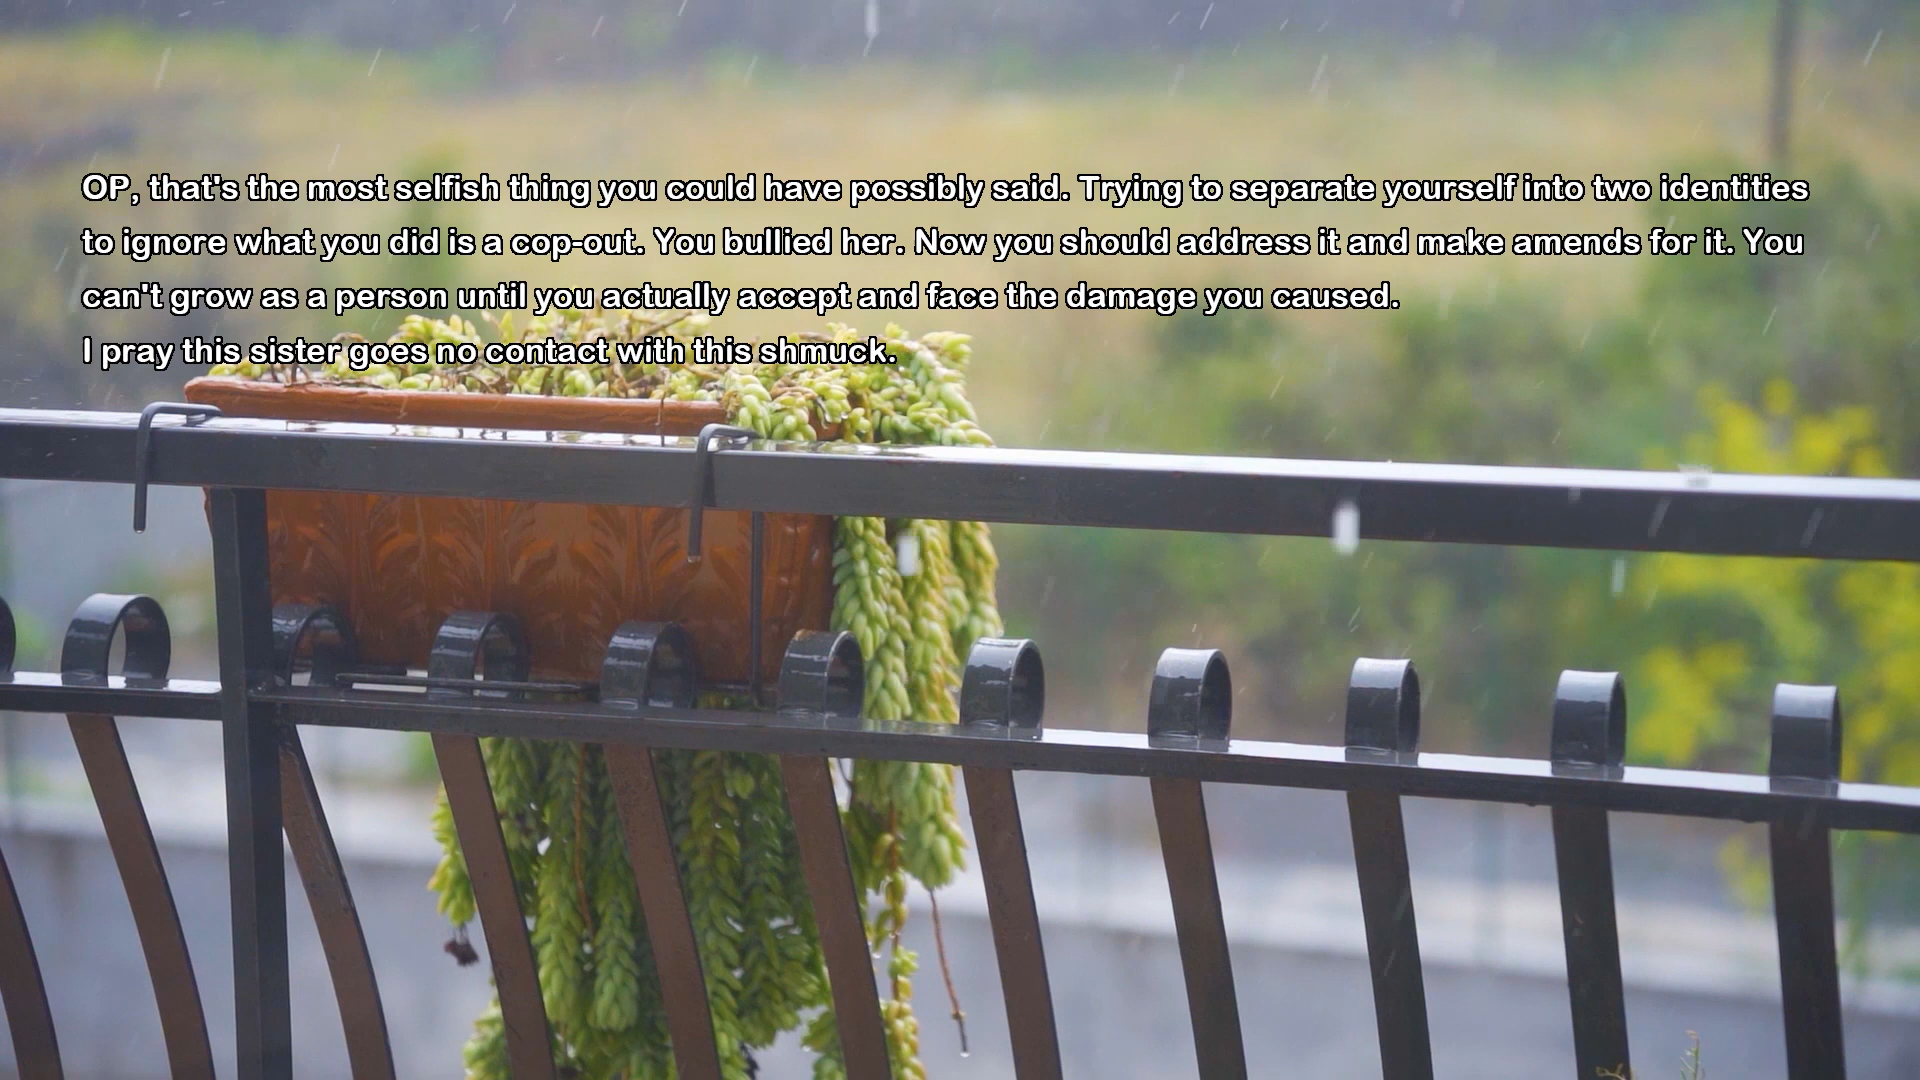 OP, that's the most selfish thing you could have possibly said. Trying to separate yourself into two identities
to ignore what you did is a cop-out. You bullied her. Now you should address it and make amends for it. You
can't grow as a person until you actually accept and face the damage you caused.
I pray this sister goes no contact with this shmuck.